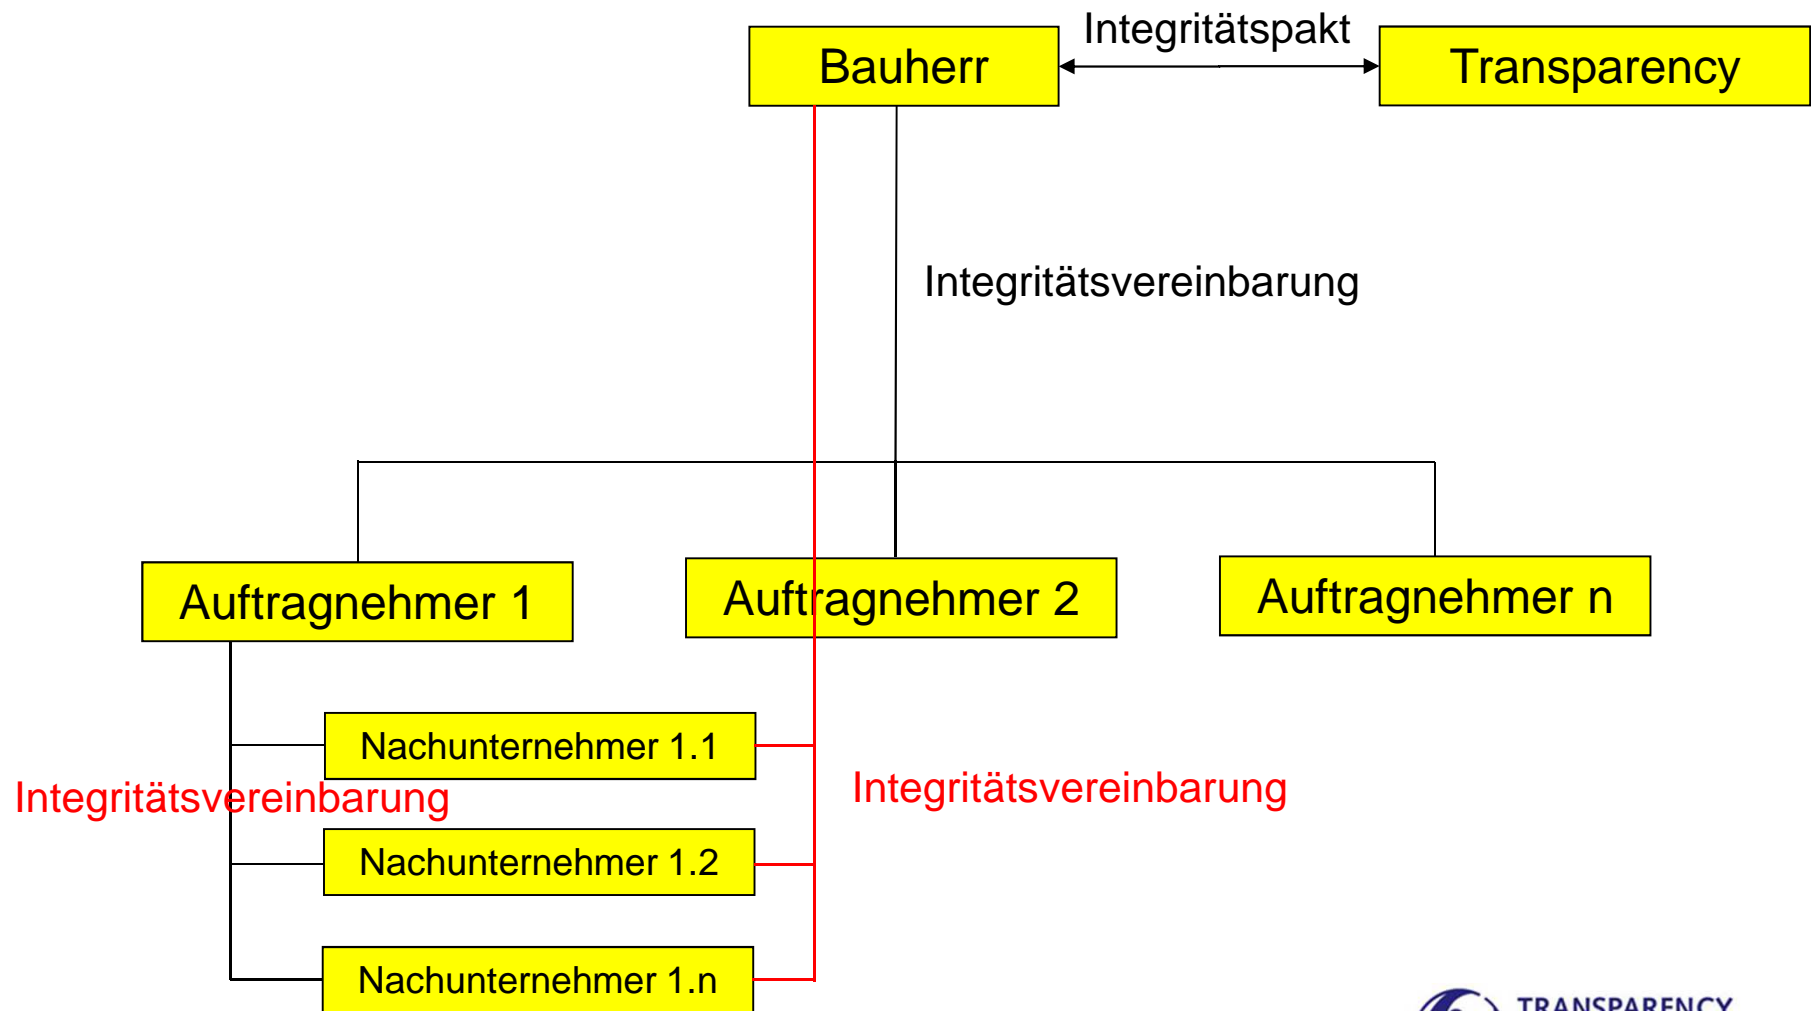 Integritätspakt
Bauherr
Transparency
Integritätsvereinbarung
Auftragnehmer 1
Auftragnehmer 2
Auftragnehmer n
Nachunternehmer 1.1
Integritätsvereinbarung
Integritätsvereinbarung
Nachunternehmer 1.2
Nachunternehmer 1.n
TRANSPARENCY